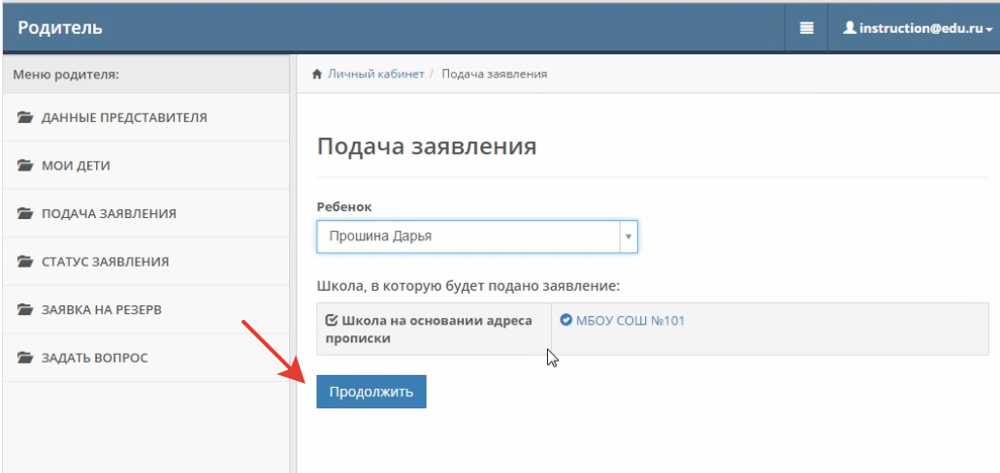 Родитель
instruction@edu.ru
Меню родителя:
Личный кабинет / Подача заявления
ДАННЫЕ ПРЕДСТАВИТЕЛЯ
МОИ ДЕТИ
ПОДАЧА ЗАЯВЛЕНИЯ
СТАТУС ЗАЯВЛЕНИЯ
ЗАЯВКА НА РЕЗЕРВ
ЗАДАТЬ ВОПРОС
Подача заявления
Ребенок
Прошина Дарья
Школа, в которую будет подано заявление:
Школа на основании адреса
прописки
МБОУ СОШ №101
Продолжить